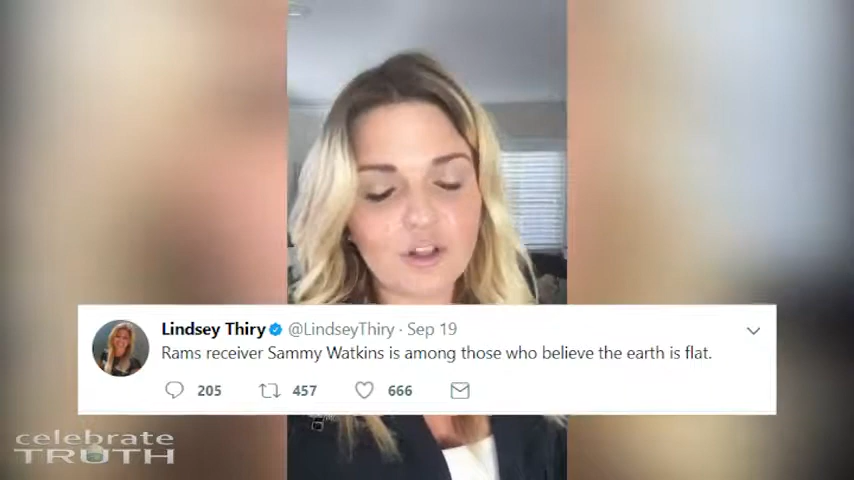 Lindsey Thiry @LindseyThiry · Sep 19
Rams receiver Sammy Watkins is among those who believe the earth is flat.
205 457 666
celebrate
TRUTH